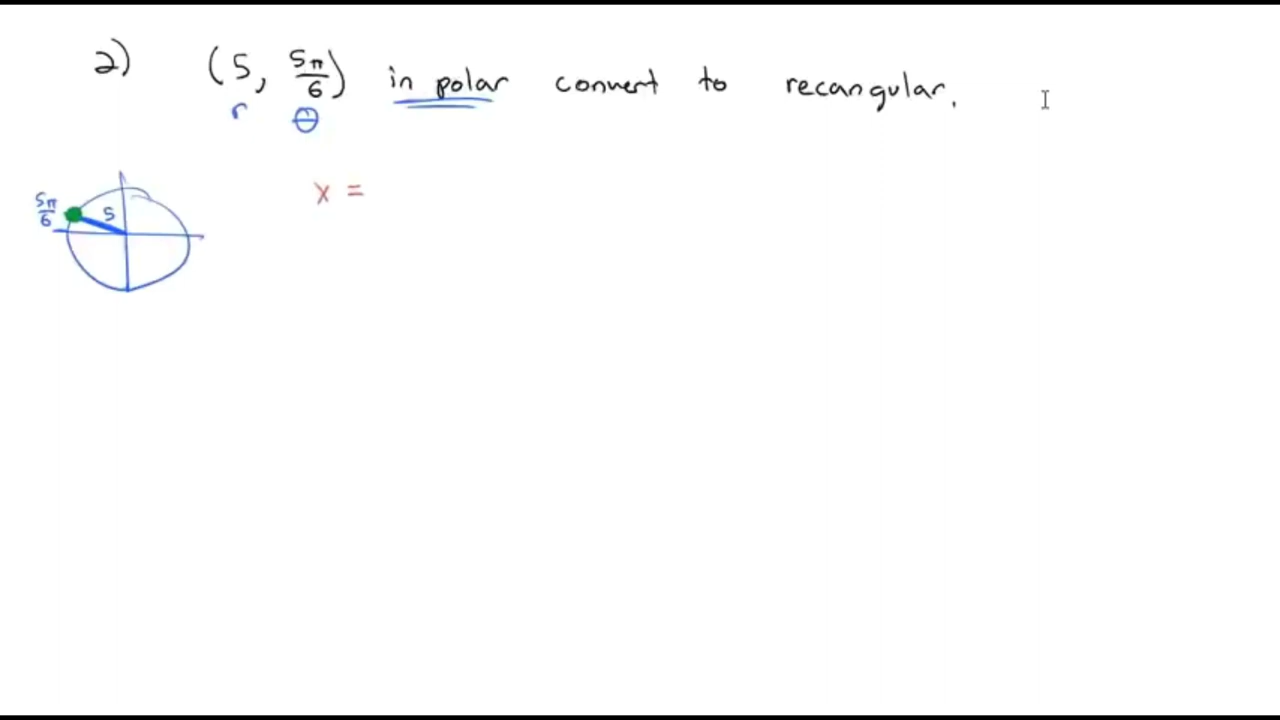 2) (5, 5π/6) in polar convert to recangular.
r θ
5π/6 5
x =